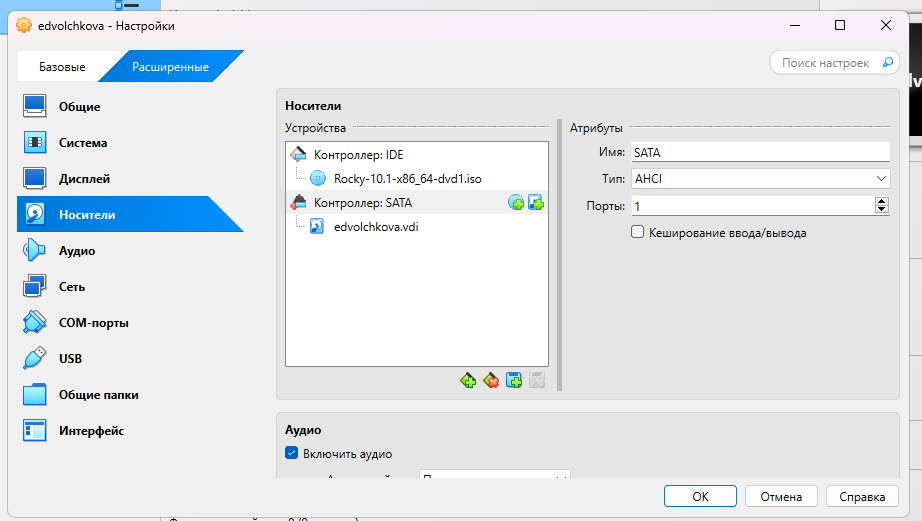 edvolchkova - Настройки
Базовые
Расширенные
Поиск настроек
Общие
Система
Дисплей
Носители
Аудио
Сеть
COM-порты
USB
Общие папки
Интерфейс
Носители
Устройства
Контроллер: IDE
Rocky-10.1-x86_64-dvd1.iso
Контроллер: SATA
edvolchkova.vdi
Атрибуты
Имя: SATA
Тип: AHCI
Порты: 1
Кеширование ввода/вывода
Аудио
Включить аудио
OK
Отмена
Справка